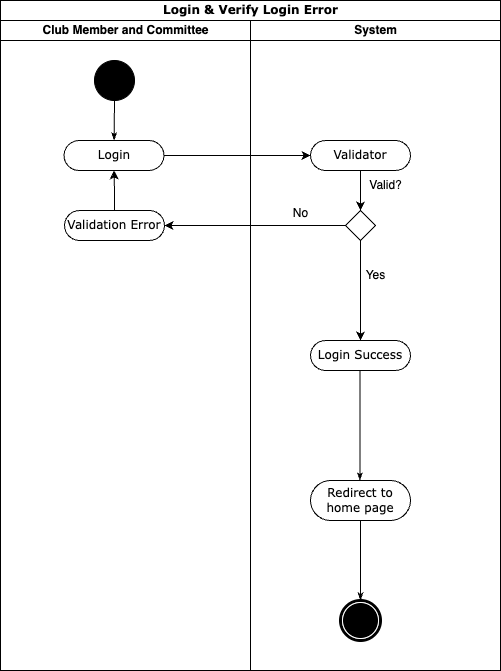 Login & Verify Login Error
Club Member and Committee
System
Login
Validator
Valid?
Validation Error
No
Yes
Login Success
Redirect to
home page